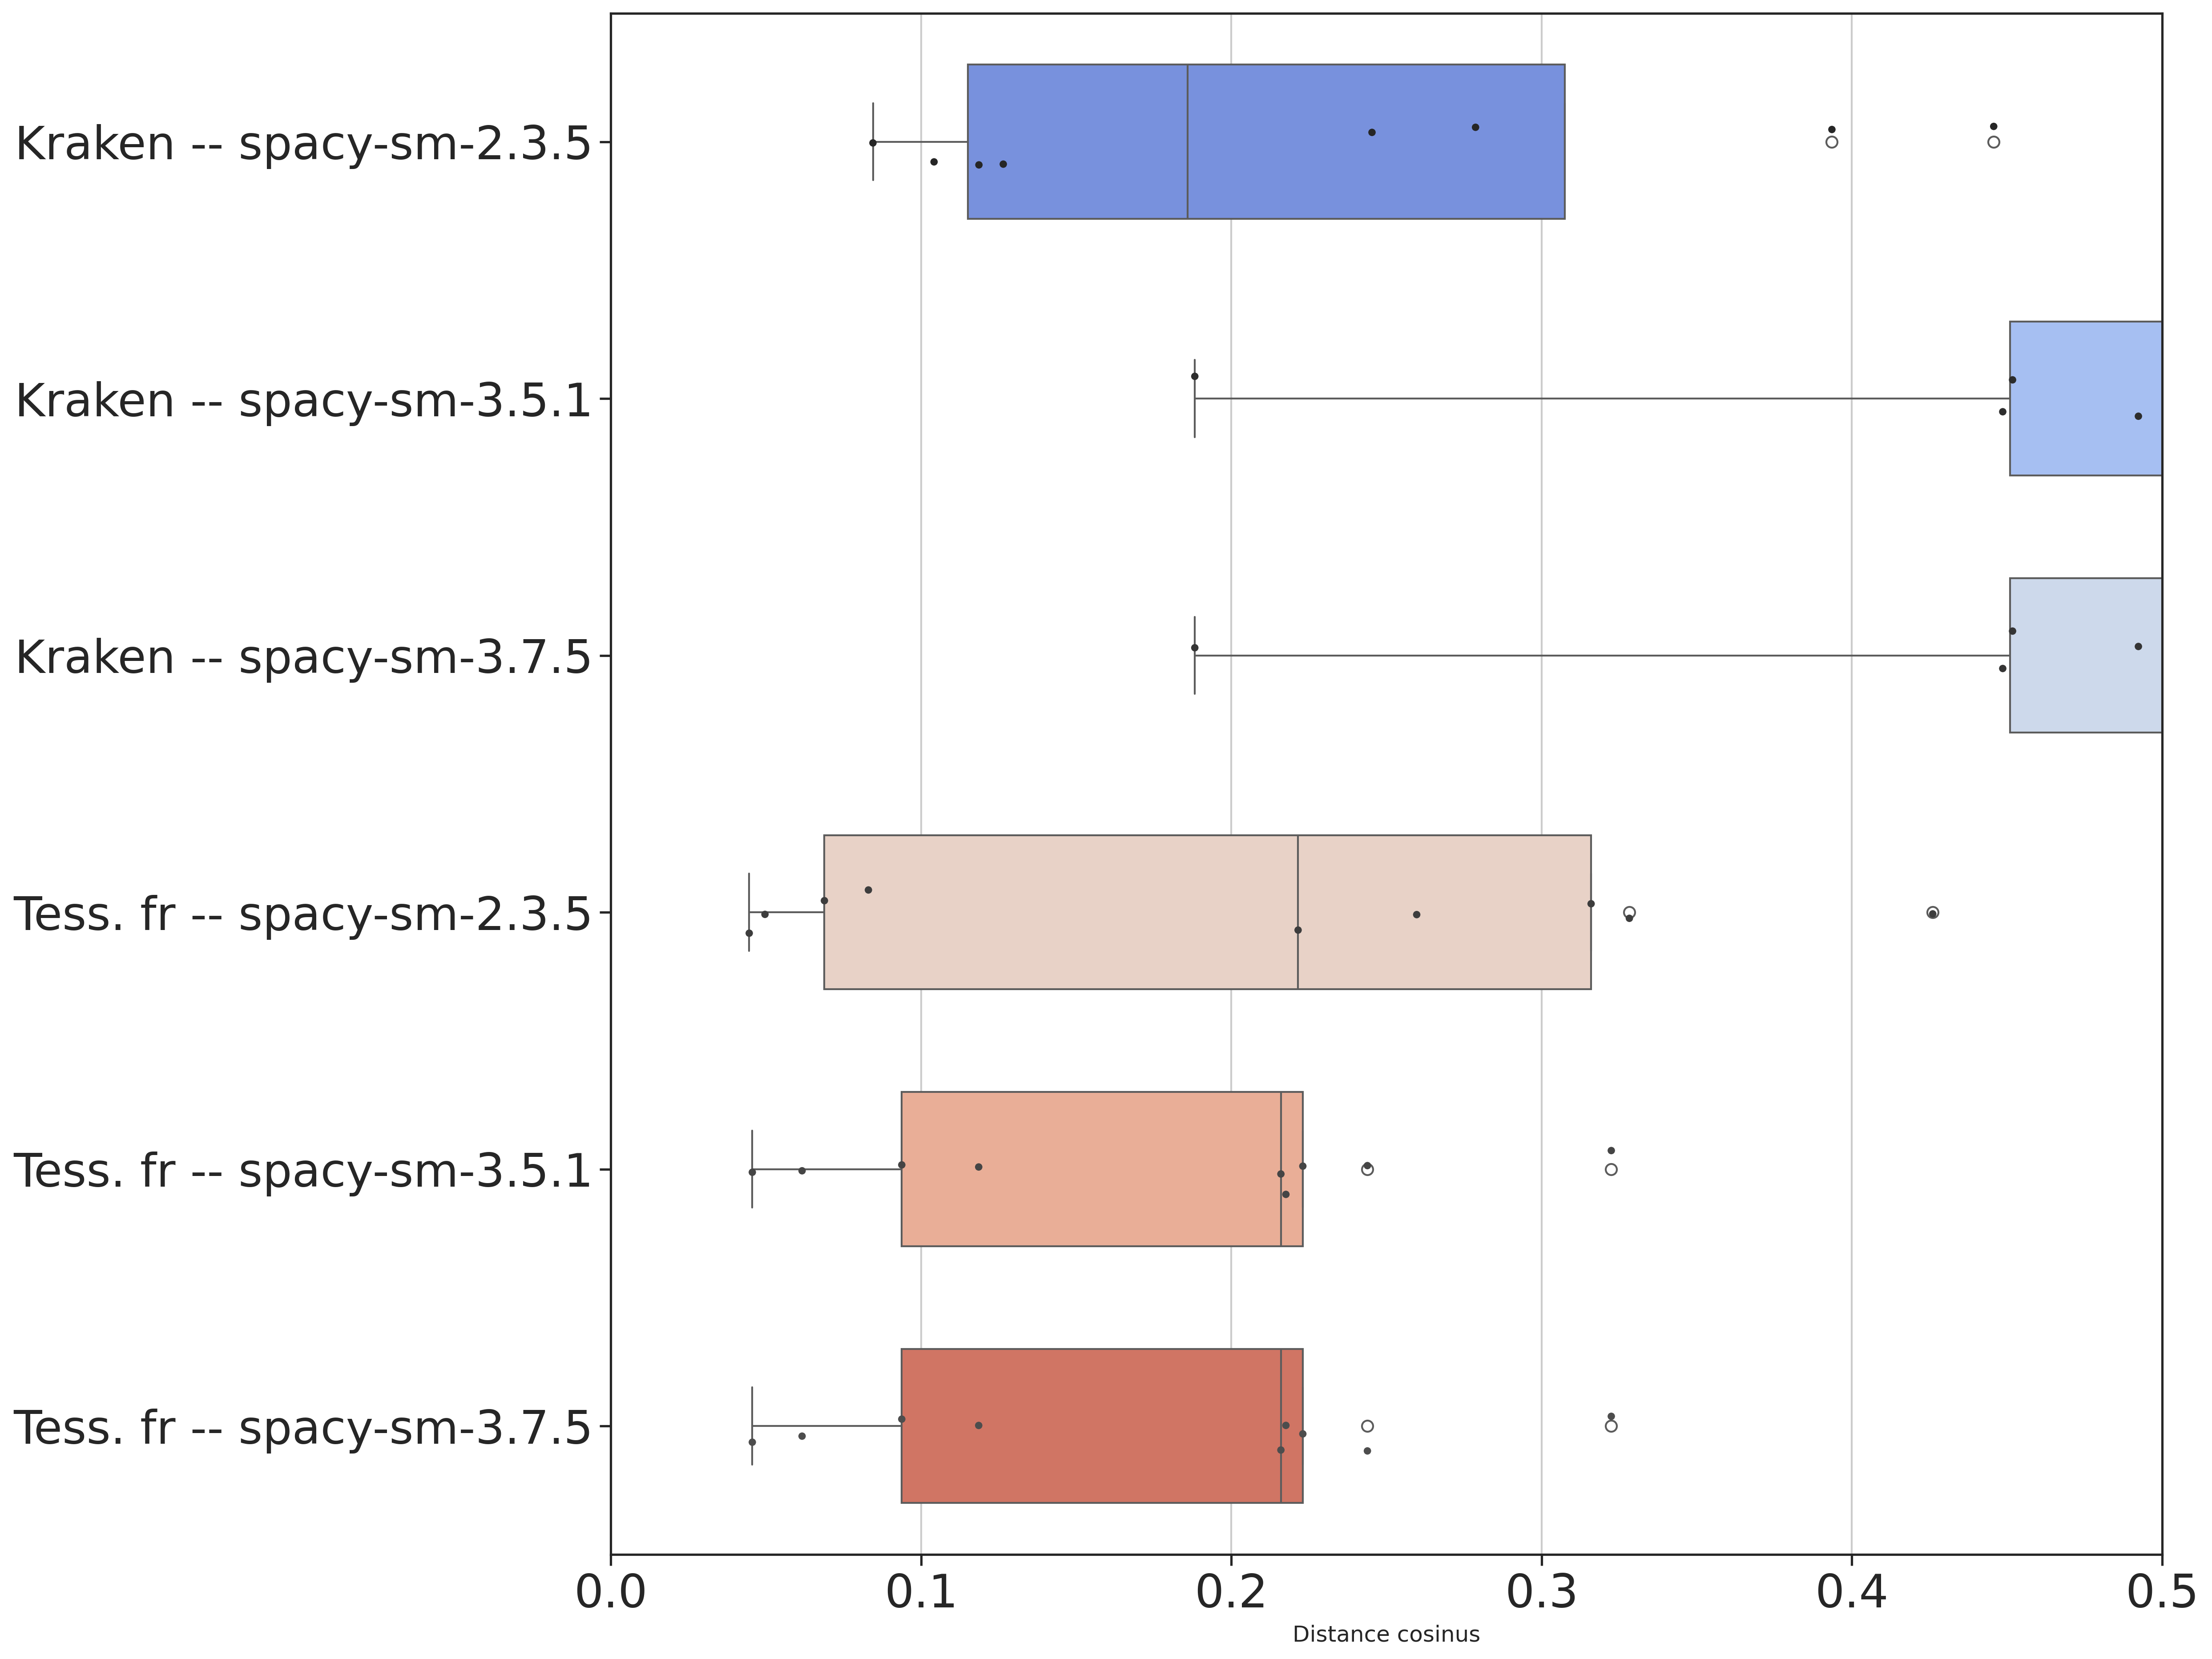 Kraken -- spacy-sm-2.3.5
Kraken -- spacy-sm-3.5.1
Kraken -- spacy-sm-3.7.5
Tess. fr -- spacy-sm-2.3.5
Tess. fr -- spacy-sm-3.5.1
Tess. fr -- spacy-sm-3.7.5
0.0 0.1 0.2 0.3 0.4 0.5
Distance cosinus